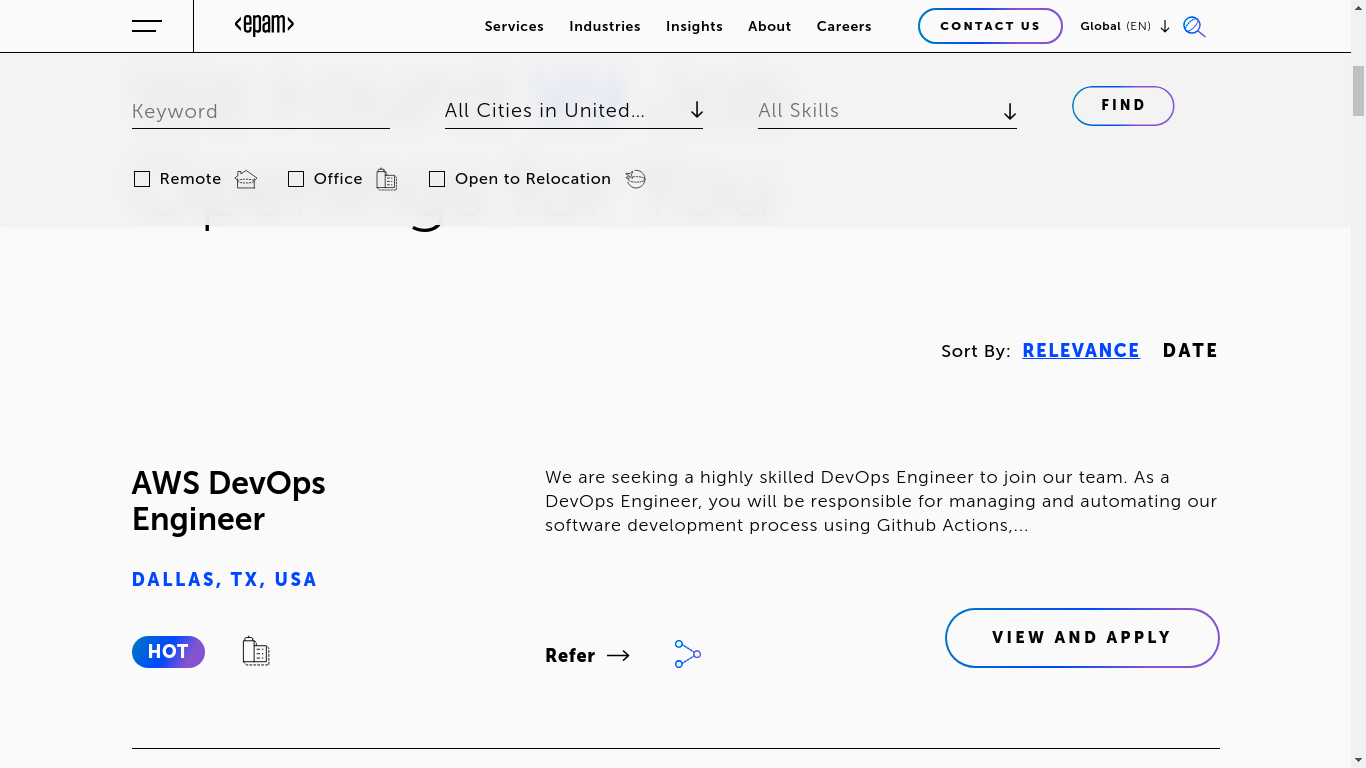 <epam>
Services
Industries
Insights
About
Careers
CONTACT US
Global (EN)
Keyword
All Cities in United...
All Skills
FIND
Remote
Office
Open to Relocation
Openings for You
Sort By: RELEVANCE DATE
AWS DevOps
Engineer
We are seeking a highly skilled DevOps Engineer to join our team. As a
DevOps Engineer, you will be responsible for managing and automating our
software development process using Github Actions,...
DALLAS, TX, USA
HOT
Refer
VIEW AND APPLY